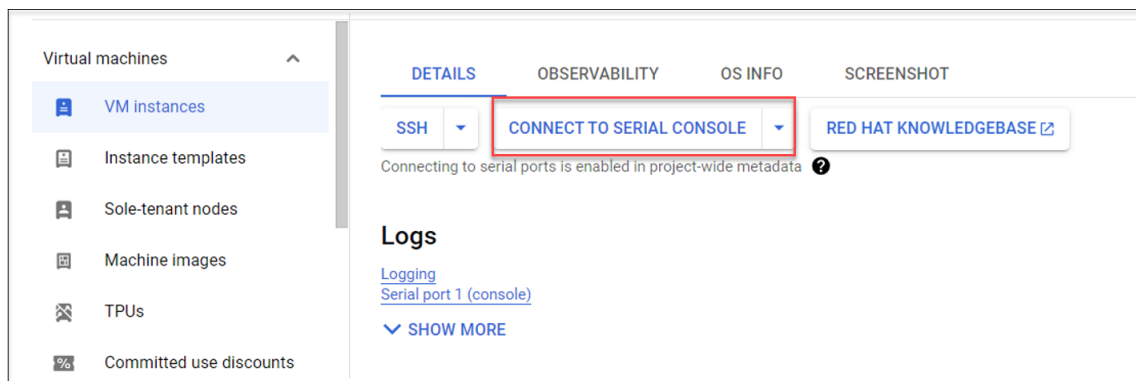 Virtual machines
VM instances
Instance templates
Sole-tenant nodes
Machine images
TPUs
% Committed use discounts
DETAILS OBSERVABILITY OS INFO SCREENSHOT
SSH CONNECT TO SERIAL CONSOLE RED HAT KNOWLEDGEBASE
Connecting to serial ports is enabled in project-wide metadata ?
Logs
Logging
Serial port 1 (console)
SHOW MORE